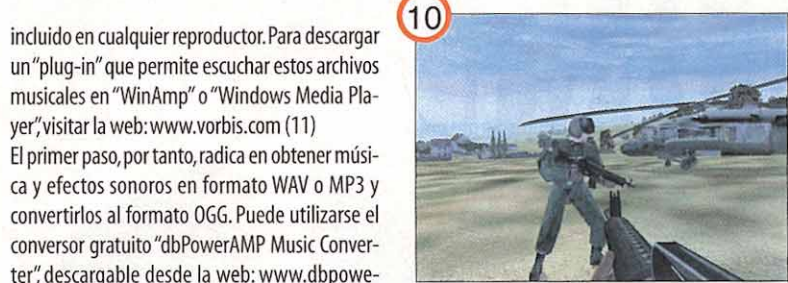 incluido en cualquier reproductor. Para descargar
un "plug-in" que permite escuchar estos archivos
musicales en "WinAmp" o "Windows Media Pla-
yer", visitar la web: www.vorbis.com (11)
El primer paso, por tanto, radica en obtener músi-
ca y efectos sonoros en formato WAV o MP3 y
convertirlos al formato OGG. Puede utilizarse el
conversor gratuito "dbPowerAMP Music Conver-
ter", descargable desde la web: www.dbpowe-
10